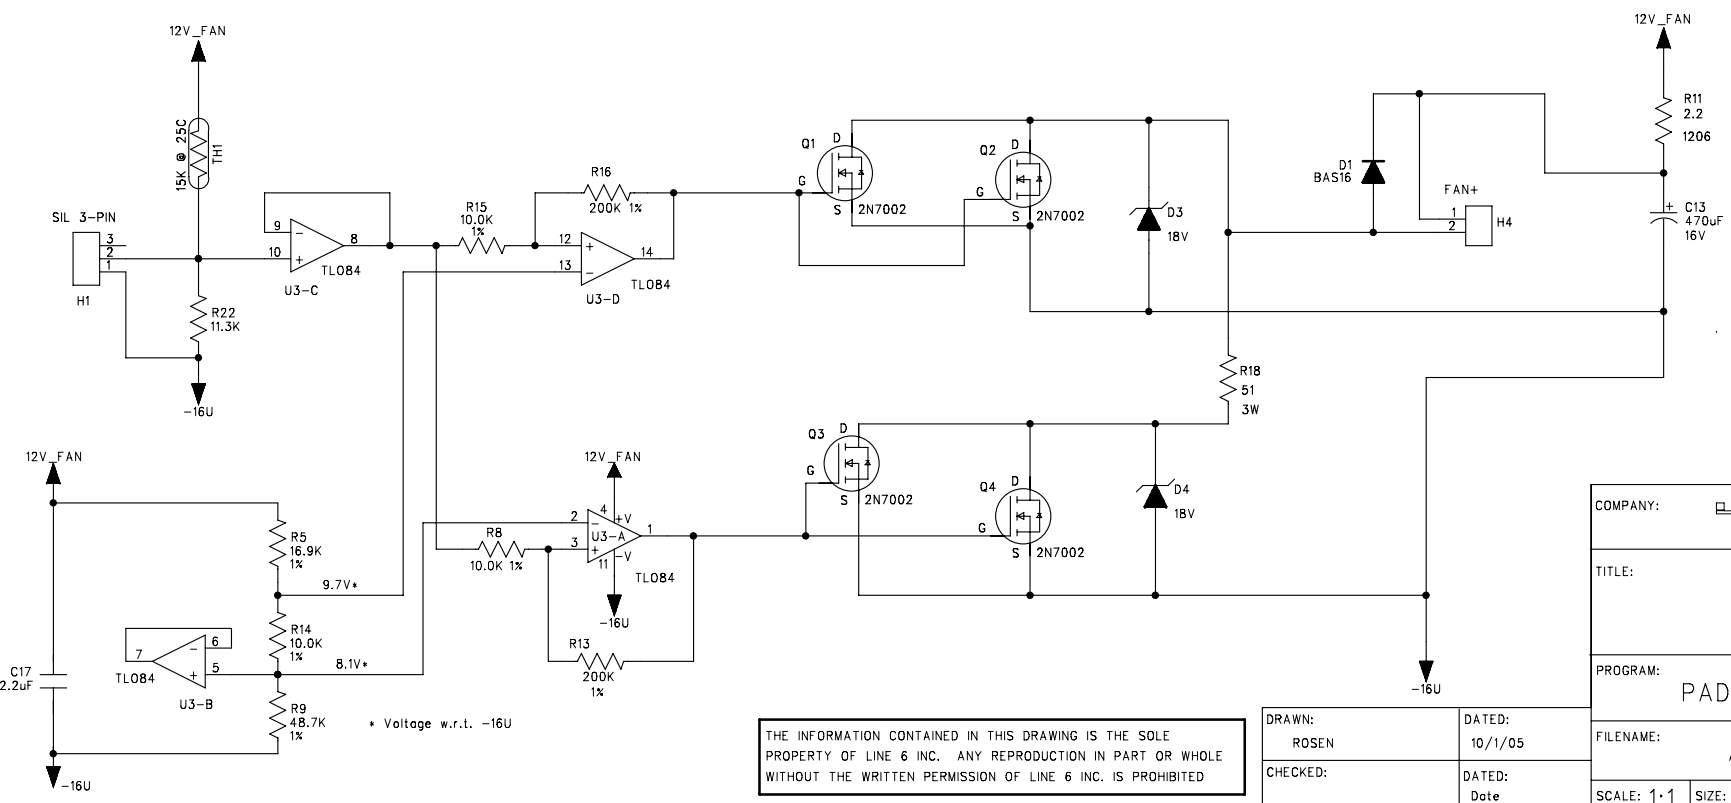 12V_FAN
12V_FAN
15K @ 25C
TH1
R11
2.2
1206
SIL 3-PIN
3
2
1
H1
R22
11.3K
-16U
9
10
8
-
+
TL084
U3-C
R15
10.0K
1%
R16
200K 1%
12
13
14
+
-
TL084
U3-D
Q1
D
G
S
2N7002
Q2
D
G
S
2N7002
D3
18V
D1
BAS16
FAN+
1
2
H4
+
C13
470uF
16V
R18
51
3W
12V_FAN
12V_FAN
R5
16.9K
1%
9.7V*
R14
10.0K
1%
8.1V*
R9
48.7K
1%
C17
2.2uF
-16U
6
5
7
-
+
TL084
U3-B
* Voltage w.r.t. -16U
R8
10.0K 1%
2
3
4
11
1
-
+
+V
-V
U3-A
TL084
-16U
R13
200K
1%
Q3
D
G
S
2N7002
Q4
D
G
S
2N7002
D4
18V
-16U
THE INFORMATION CONTAINED IN THIS DRAWING IS THE SOLE
PROPERTY OF LINE 6 INC. ANY REPRODUCTION IN PART OR WHOLE
WITHOUT THE WRITTEN PERMISSION OF LINE 6 INC. IS PROHIBITED
DRAWN:
ROSEN
DATED:
10/1/05
CHECKED:
DATED:
Date
COMPANY:
TITLE:
PROGRAM:
PAD
FILENAME:
SCALE: 1·1
SIZE: